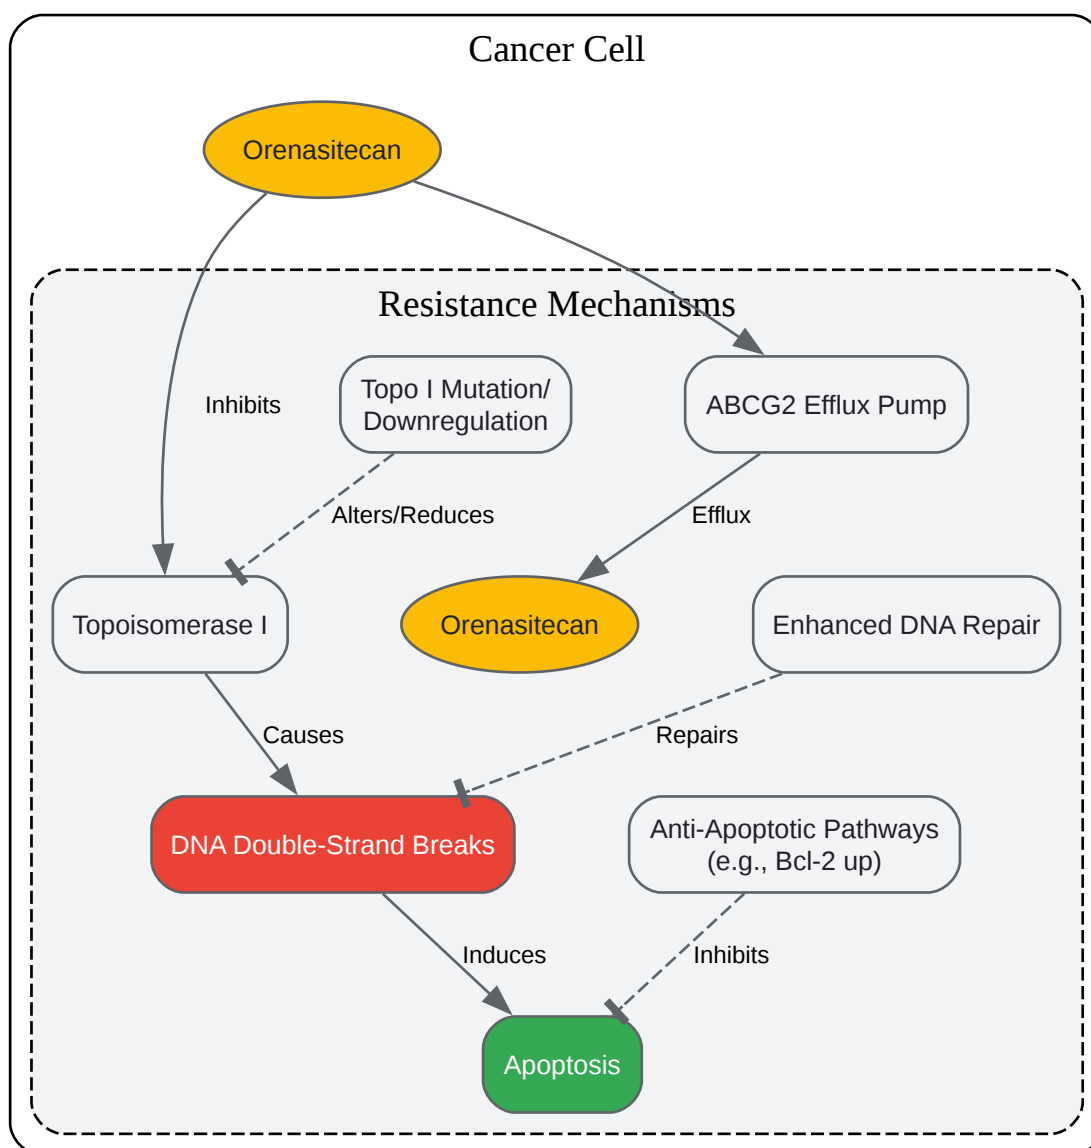 Cancer Cell
Orenasitecan
Resistance Mechanisms
Inhibits
Topo I Mutation/
Downregulation
ABCG2 Efflux Pump
Alters/Reduces
Efflux
Topoisomerase I
Orenasitecan
Enhanced DNA Repair
Causes
Repairs
DNA Double-Strand Breaks
Anti-Apoptotic Pathways
(e.g., Bcl-2 up)
Induces
Inhibits
Apoptosis